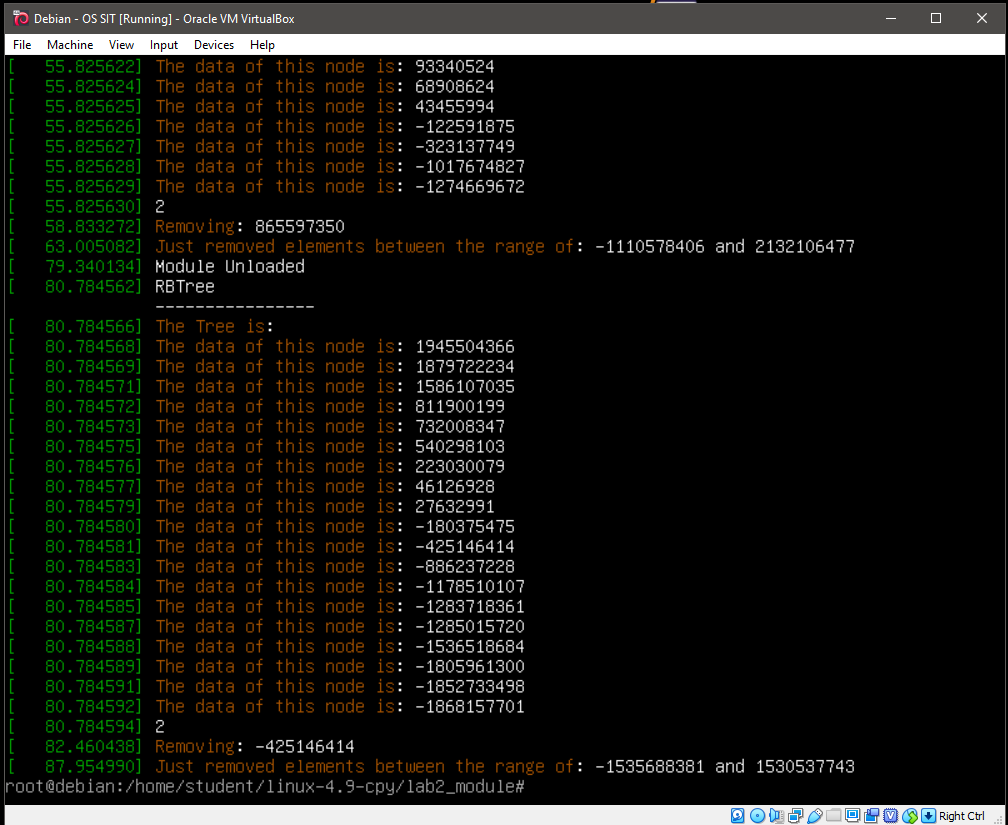 Debian - OS SIT [Running] - Oracle VM VirtualBox
File Machine View Input Devices Help
[   55.825622] The data of this node is: 93340524
[   55.825624] The data of this node is: 68908624
[   55.825625] The data of this node is: 43455994
[   55.825626] The data of this node is: -122591875
[   55.825627] The data of this node is: -323137749
[   55.825628] The data of this node is: -1017674827
[   55.825629] The data of this node is: -1274669672
[   55.825630] 2
[   58.833272] Removing: 865597350
[   63.005082] Just removed elements between the range of: -1110578406 and 2132106477
[   79.340134] Module Unloaded
[   80.784562] RBTree
----------------
[   80.784566] The Tree is:
[   80.784568] The data of this node is: 1945504366
[   80.784569] The data of this node is: 1879722234
[   80.784571] The data of this node is: 1586107035
[   80.784572] The data of this node is: 811900199
[   80.784573] The data of this node is: 732008347
[   80.784575] The data of this node is: 540298103
[   80.784576] The data of this node is: 223030079
[   80.784577] The data of this node is: 46126928
[   80.784579] The data of this node is: 27632991
[   80.784580] The data of this node is: -180375475
[   80.784581] The data of this node is: -425146414
[   80.784583] The data of this node is: -886237228
[   80.784584] The data of this node is: -1178510107
[   80.784585] The data of this node is: -1283718361
[   80.784587] The data of this node is: -1285015720
[   80.784588] The data of this node is: -1536518684
[   80.784589] The data of this node is: -1805961300
[   80.784591] The data of this node is: -1852733498
[   80.784592] The data of this node is: -1868157701
[   80.784594] 2
[   82.460438] Removing: -425146414
[   87.954990] Just removed elements between the range of: -1535688381 and 1530537743
root@debian:/home/student/linux-4.9-cpy/lab2_module#
Right Ctrl